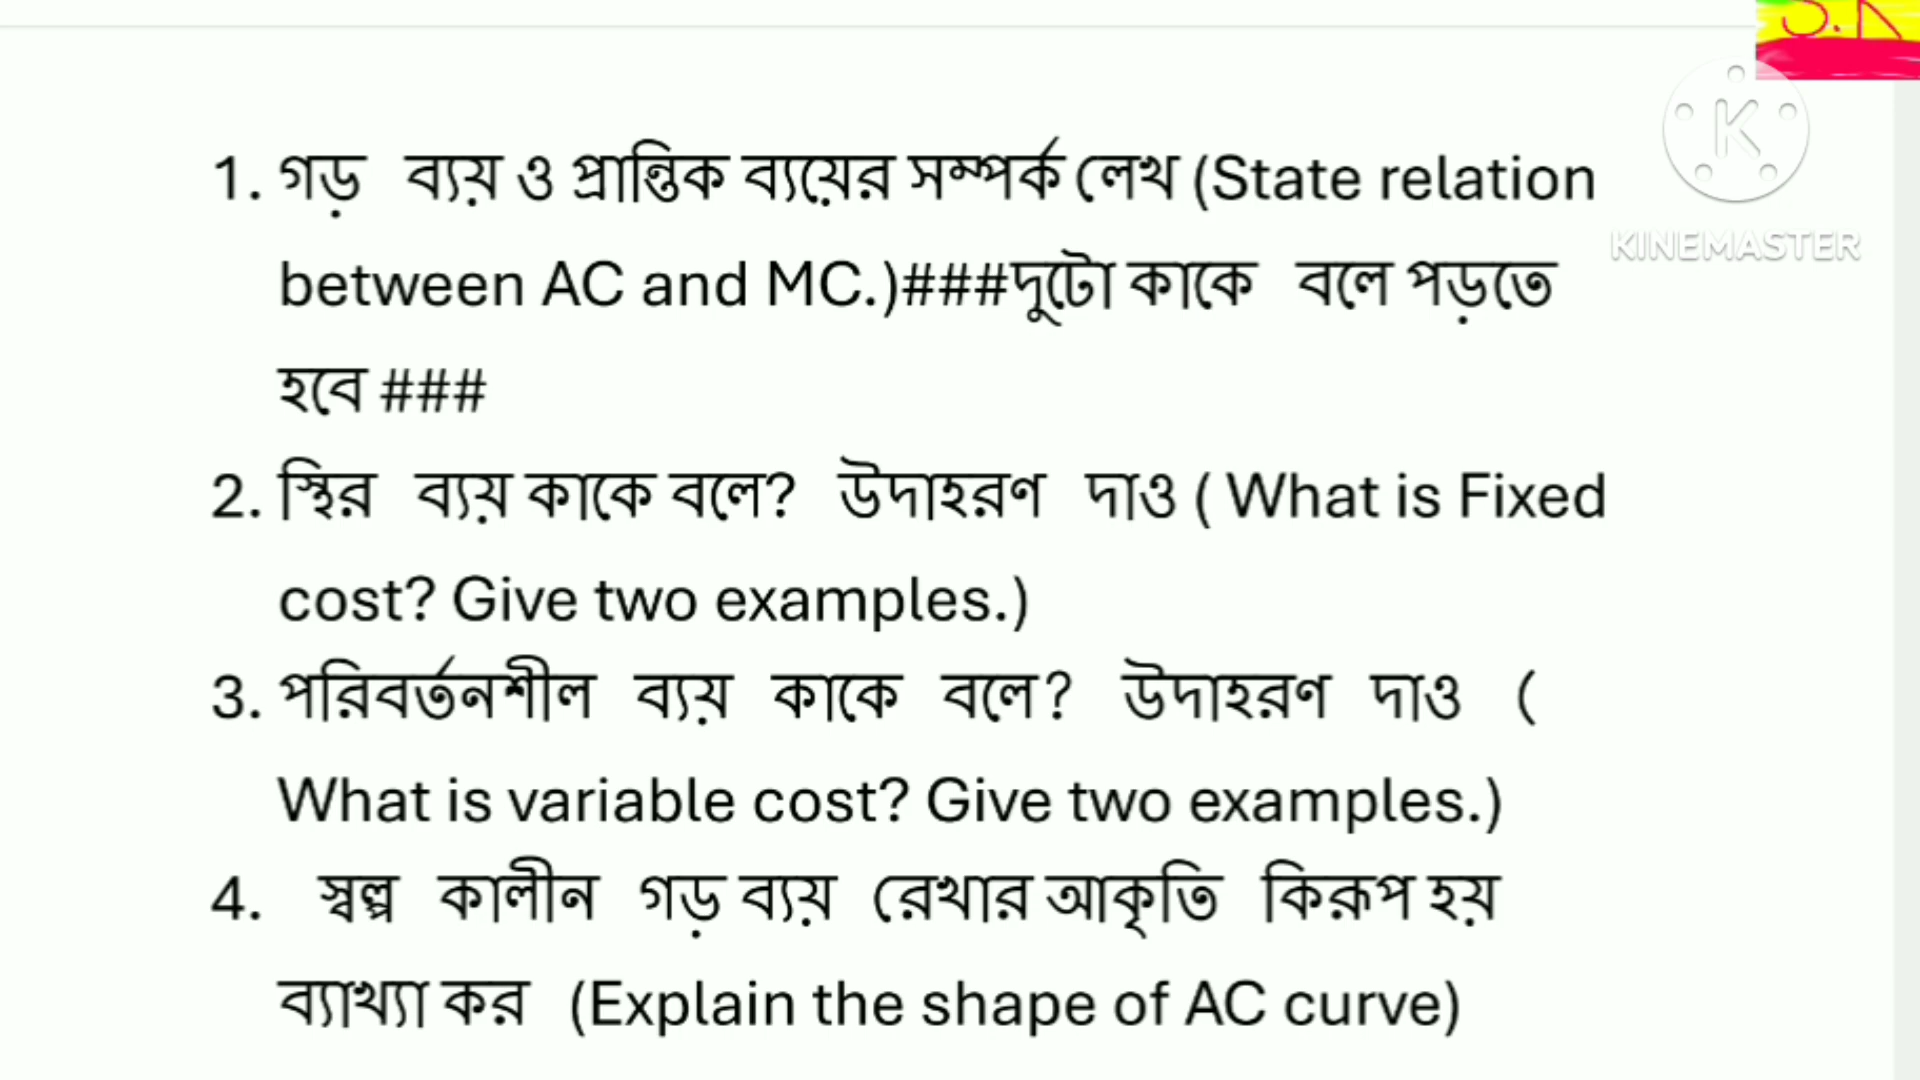 S.K
KINEMASTER
1. গড় ব্যয় ও প্রান্তিক ব্যয়ের সম্পর্ক লেখ (State relation
between AC and MC.)###দুটো কাকে বলে পড়তে
হবে ###
2. স্থির ব্যয় কাকে বলে? উদাহরণ দাও ( What is Fixed
cost? Give two examples.)
3. পরিবর্তনশীল ব্যয় কাকে বলে? উদাহরণ দাও (
What is variable cost? Give two examples.)
4. স্বল্প কালীন গড় ব্যয় রেখার আকৃতি কিরূপ হয়
ব্যাখ্যা কর (Explain the shape of AC curve)